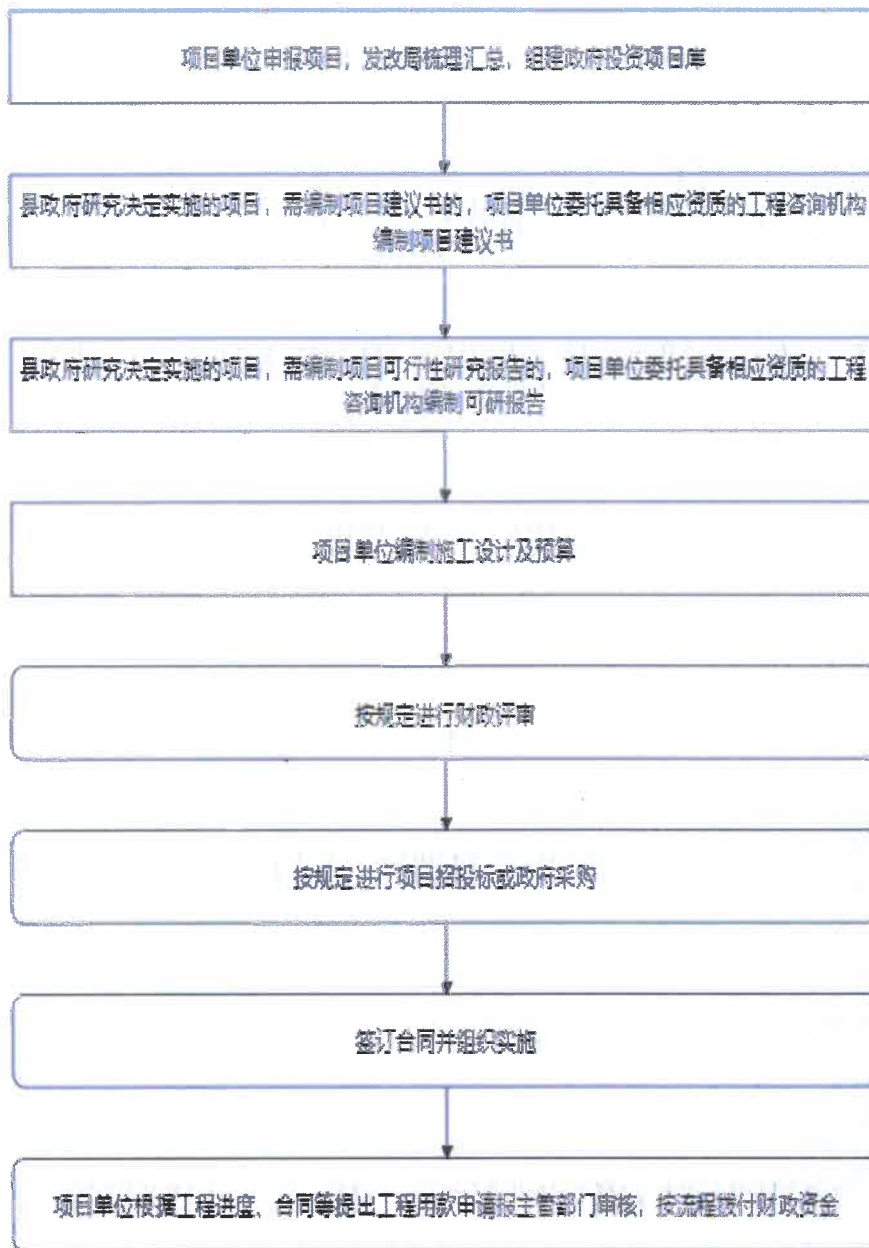 项目单位申报项目，发改局梳理汇总、组建政府投资项目库
县政府研究决定实施的项目，需编制项目建议书的，项目单位委托具备相应资质的工程咨询机构
编制项目建议书
县政府研究决定实施的项目，需编制项目可行性研究报告的，项目单位委托具备相应资质的工程
咨询机构编制可研报告
项目单位编制施工设计及预算
按规定进行财政评审
按规定进行项目招投标或政府采购
签订合同并组织实施
项目单位根据工程进度、合同等提出工程用款申请报主管部门审核，按流程拨付财政资金